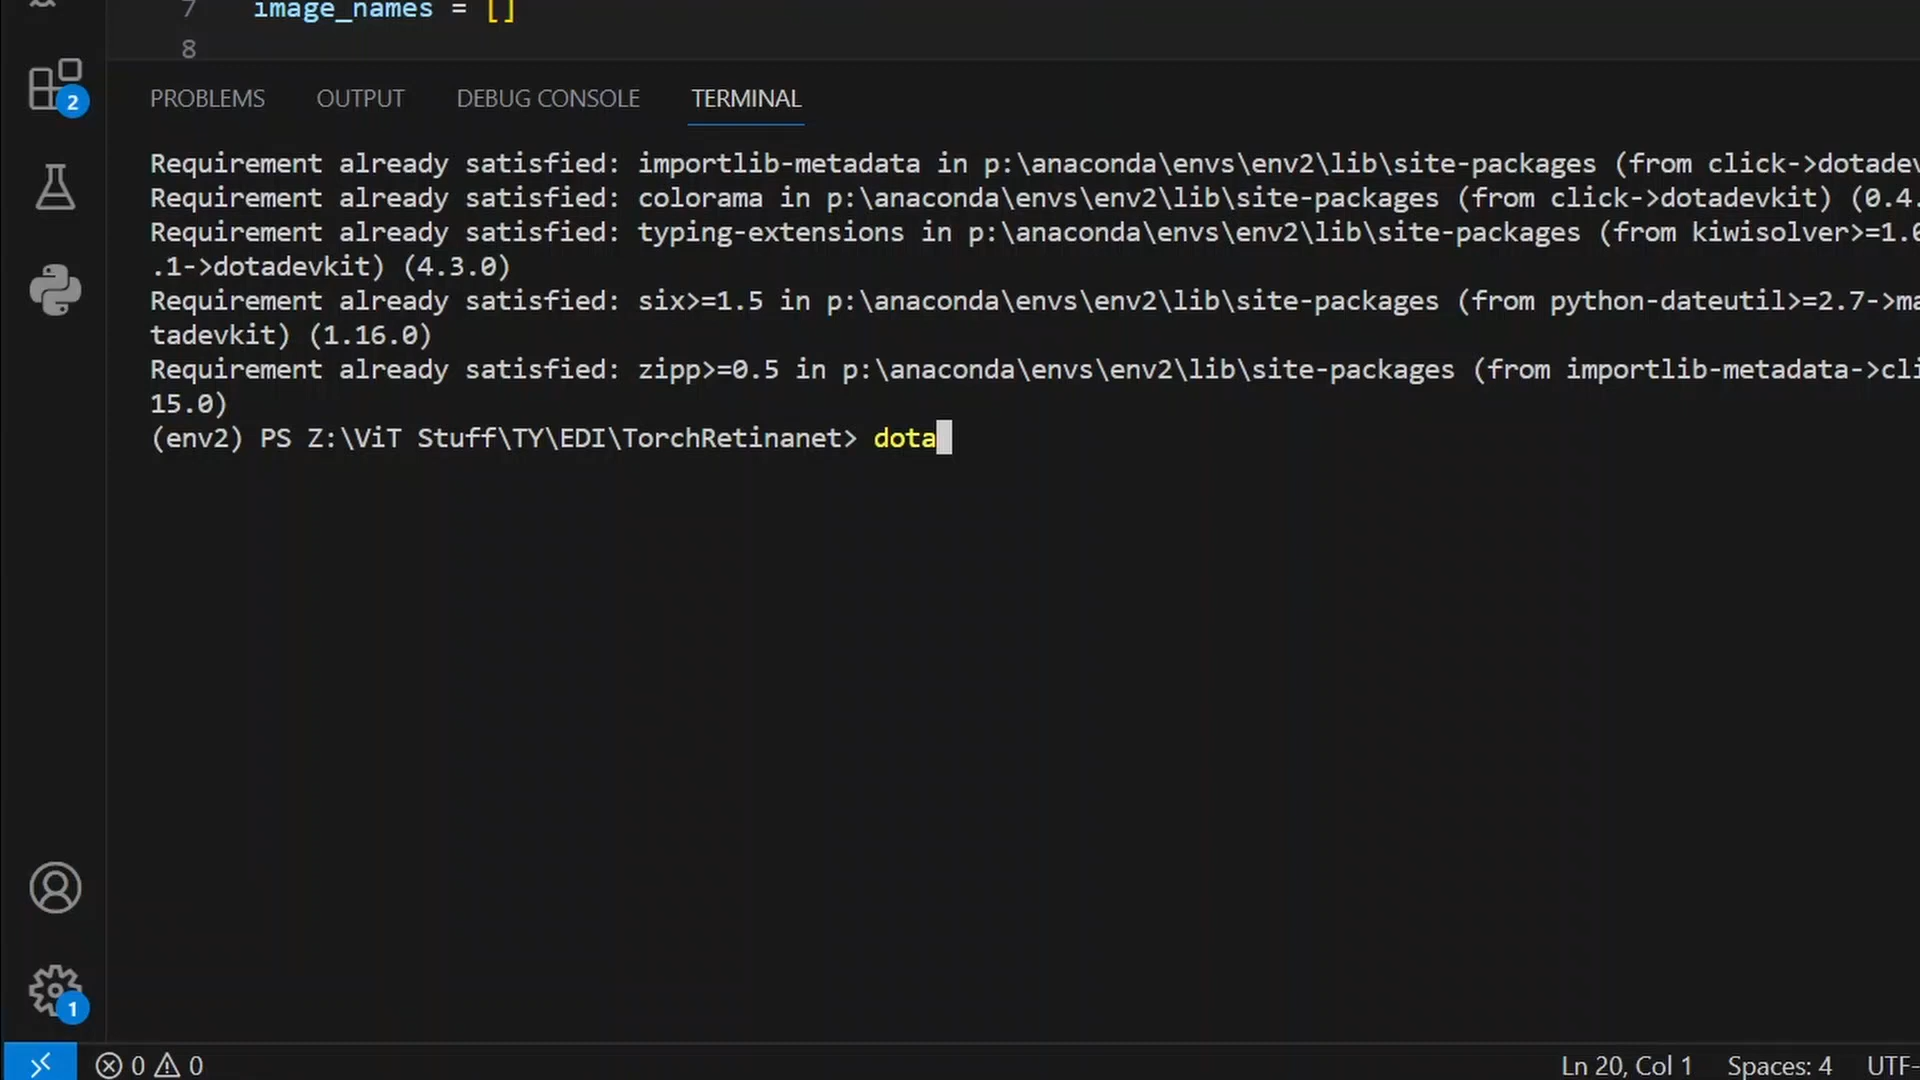 7 image_names = []
8
2
PROBLEMS OUTPUT DEBUG CONSOLE TERMINAL
Requirement already satisfied: importlib-metadata in p:\anaconda\envs\env2\lib\site-packages (from click->dotadev
Requirement already satisfied: colorama in p:\anaconda\envs\env2\lib\site-packages (from click->dotadevkit) (0.4.
Requirement already satisfied: typing-extensions in p:\anaconda\envs\env2\lib\site-packages (from kiwisolver>=1.0
.1->dotadevkit) (4.3.0)
Requirement already satisfied: six>=1.5 in p:\anaconda\envs\env2\lib\site-packages (from python-dateutil>=2.7->ma
tadevkit) (1.16.0)
Requirement already satisfied: zipp>=0.5 in p:\anaconda\envs\env2\lib\site-packages (from importlib-metadata->cli
15.0)
(env2) PS Z:\ViT Stuff\TY\EDI\TorchRetinanet> dota
1
0 0 Ln 20, Col 1 Spaces: 4 UTF-